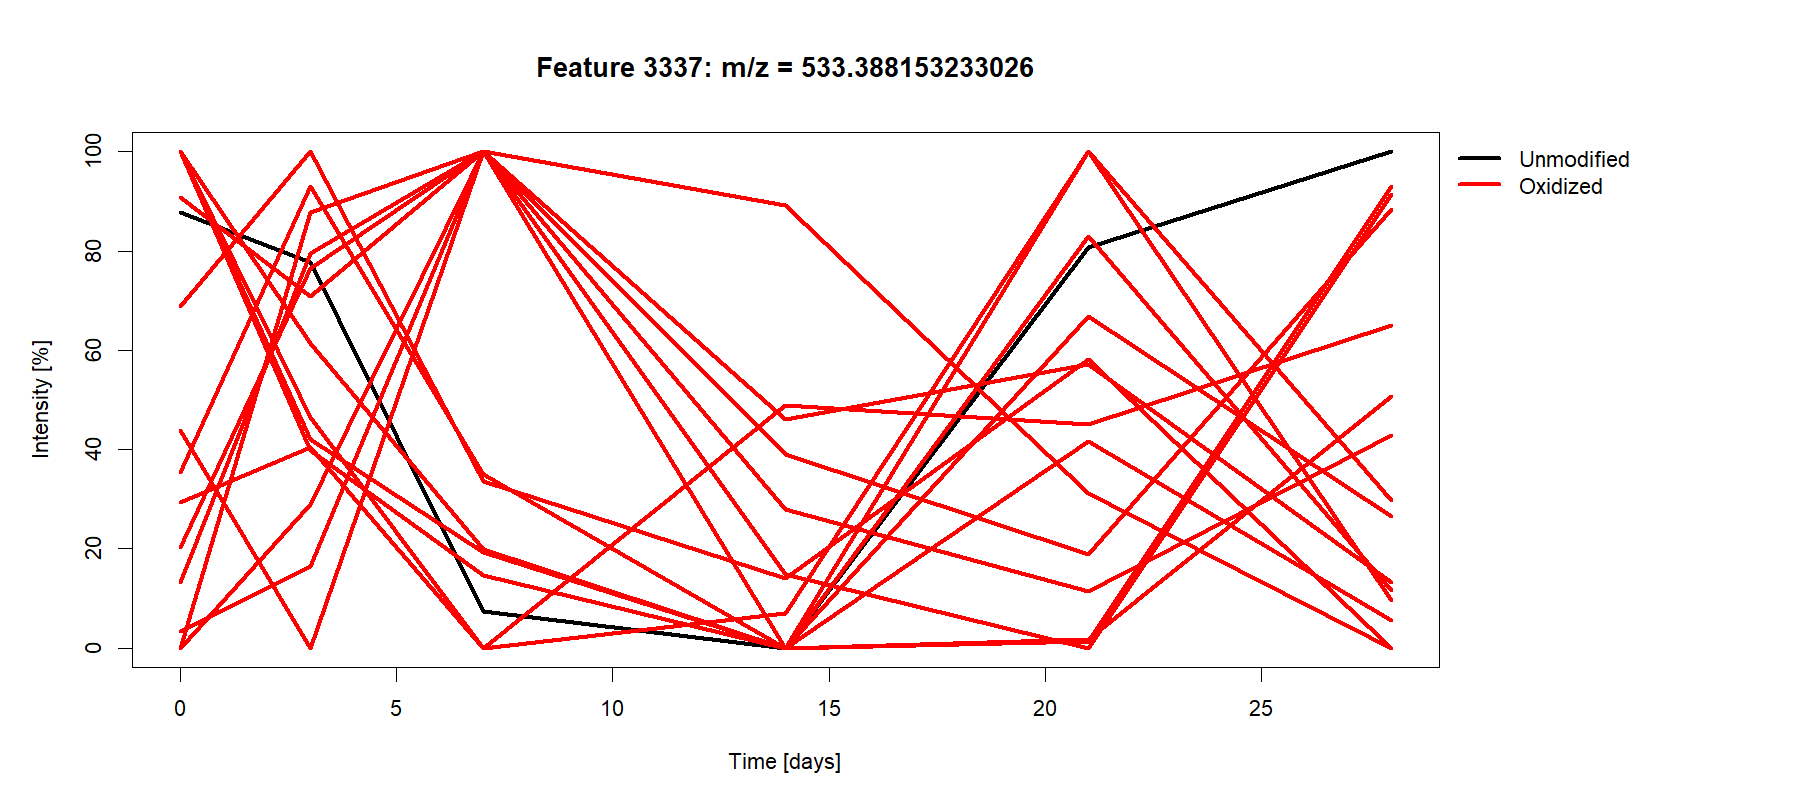 Feature 3337: m/z = 533.388153233026
Unmodified
Oxidized
Intensity [%]
100
80
60
40
20
0
0 5 10 15 20 25
Time [days]